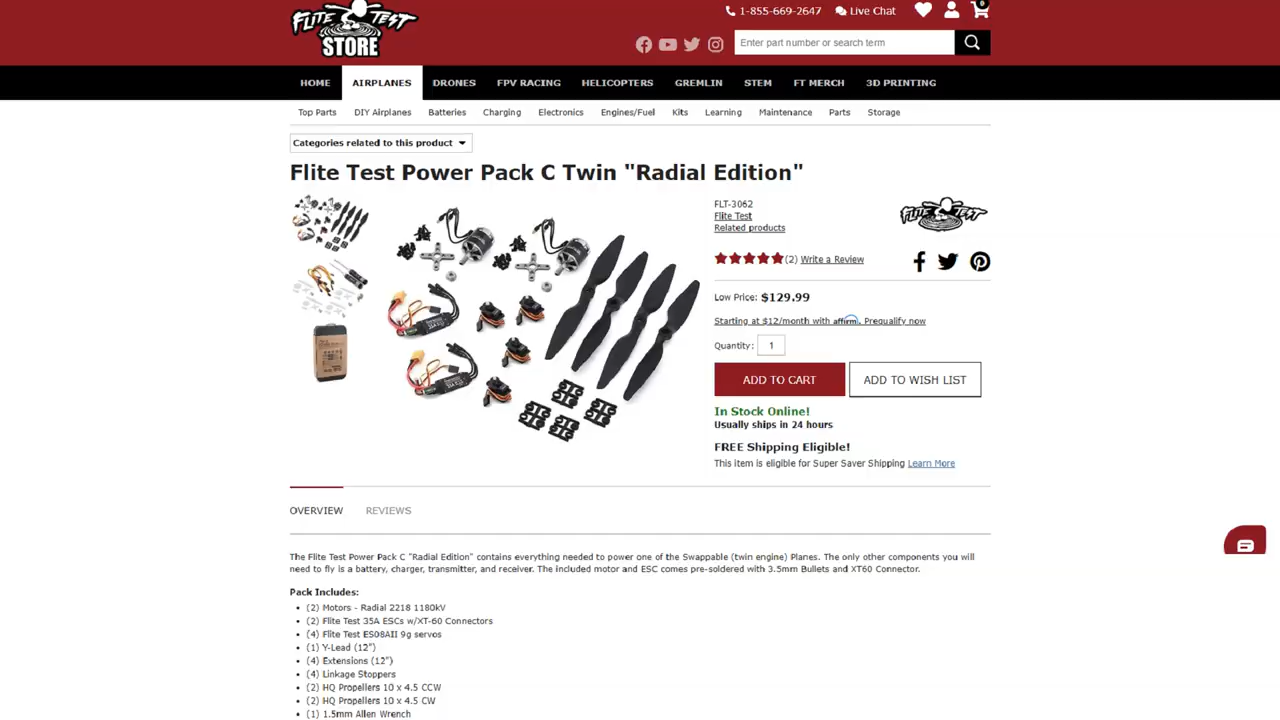 FLITE TEST
STORE
1-855-669-2647
Live Chat
0
Enter part number or search term
HOME
AIRPLANES
DRONES
FPV RACING
HELICOPTERS
GREMLIN
STEM
FT MERCH
3D PRINTING
Top Parts
DIY Airplanes
Batteries
Charging
Electronics
Engines/Fuel
Kits
Learning
Maintenance
Parts
Storage
Categories related to this product
Flite Test Power Pack C Twin "Radial Edition"
FLT-3062
Flite Test
Related products
FLITE TEST
(2) Write a Review
Low Price: $129.99
Starting at $12/month with affirm. Prequalify now
Quantity: 1
ADD TO CART
ADD TO WISH LIST
In Stock Online!
Usually ships in 24 hours
FREE Shipping Eligible!
This item is eligible for Super Saver Shipping Learn More
OVERVIEW
REVIEWS
The Flite Test Power Pack C "Radial Edition" contains everything needed to power one of the Swappable (twin engine) Planes. The only other components you will
need to fly is a battery, charger, transmitter, and receiver. The included motor and ESC comes pre-soldered with 3.5mm Bullets and XT60 Connector.
Pack Includes:
(2) Motors - Radial 2218 1180kV
(2) Flite Test 35A ESCs w/XT-60 Connectors
(4) Flite Test ES08AII 9g servos
(1) Y-Lead (12")
(4) Extensions (12")
(4) Linkage Stoppers
(2) HQ Propellers 10 x 4.5 CCW
(2) HQ Propellers 10 x 4.5 CW
(1) 1.5mm Allen Wrench